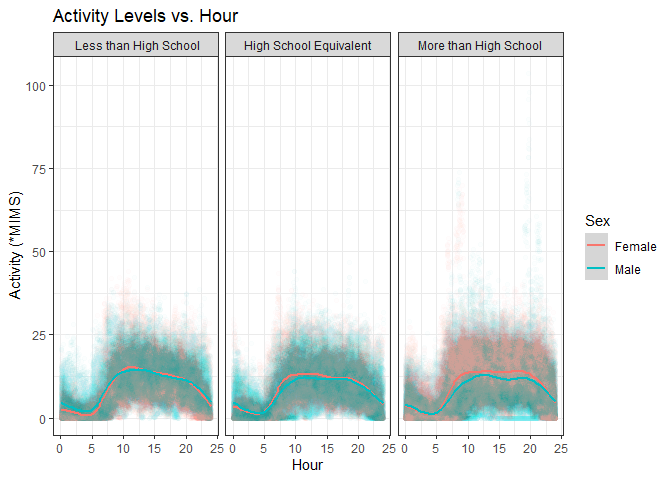 Activity Levels vs. Hour
Less than High School
High School Equivalent
More than High School
100
75
50
25
0
Activity (*MIMS)
0 5 10 15 20 25
0 5 10 15 20 25
0 5 10 15 20 25
Hour
Sex
Female
Male